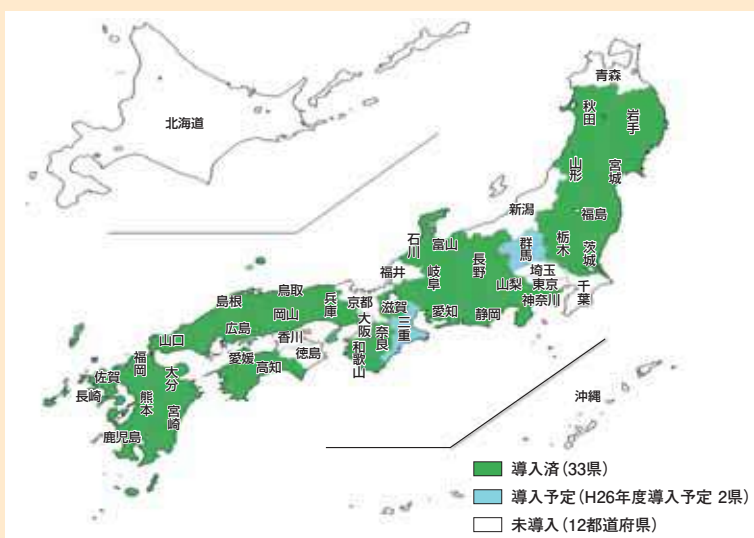 青森
北海道
秋田
岩手
山形
宮城
新潟
福島
石川
富山
群馬
栃木
茨城
長野
福井
岐阜
埼玉
山梨
東京
千葉
神奈川
島根
鳥取
兵庫
京都
滋賀
愛知
静岡
岡山
大阪
三重
広島
奈良
山口
香川
和歌山
徳島
福岡
愛媛
高知
佐賀
大分
長崎
熊本
宮崎
沖縄
鹿児島
導入済(33県)
導入予定(H26年度導入予定 2県)
未導入(12都道府県)